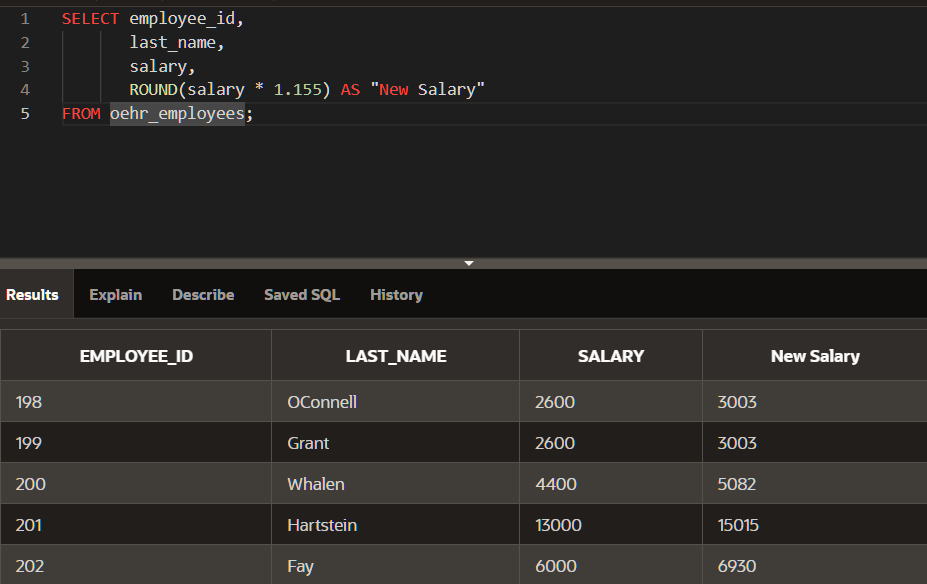 1 SELECT employee_id,
2 last_name,
3 salary,
4 ROUND(salary * 1.155) AS "New Salary"
5 FROM oehr_employees;
Results Explain Describe Saved SQL History
EMPLOYEE_ID LAST_NAME SALARY New Salary
198 OConnell 2600 3003
199 Grant 2600 3003
200 Whalen 4400 5082
201 Hartstein 13000 15015
202 Fay 6000 6930